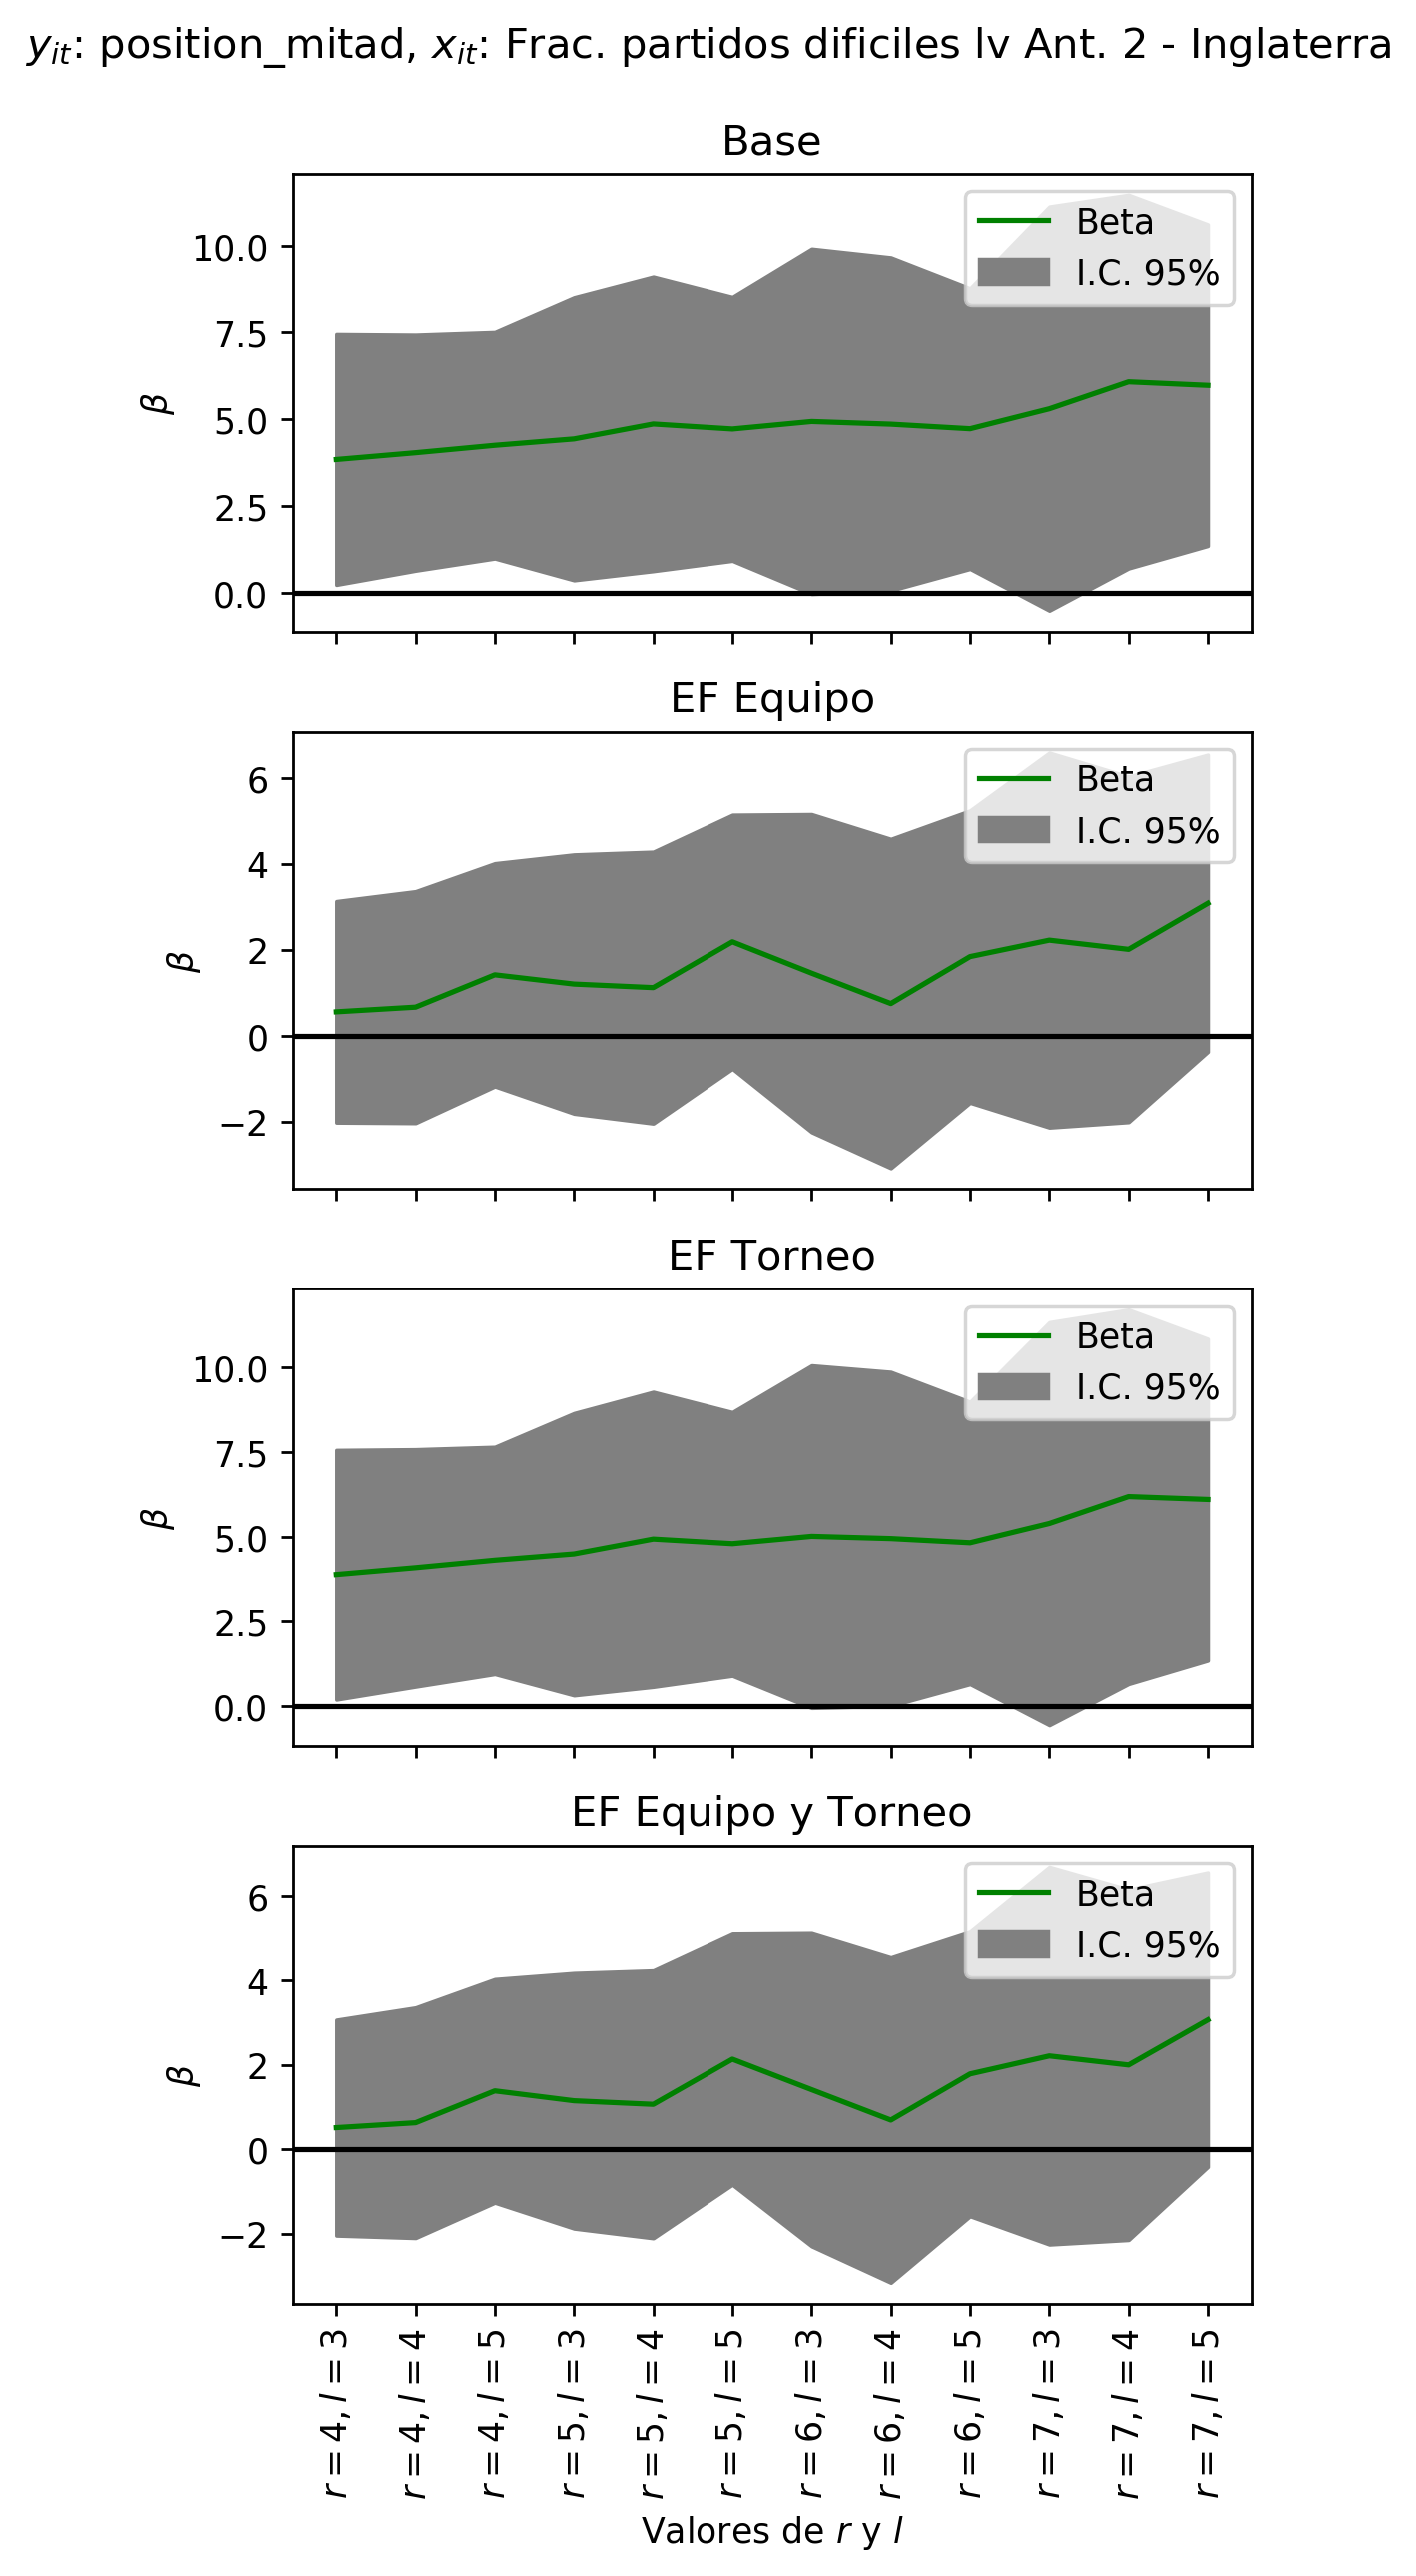 y_it: position_mitad, x_it: Frac. partidos dificiles lv Ant. 2 - Inglaterra
Base
Beta
I.C. 95%
10.0
7.5
5.0
2.5
0.0
β
EF Equipo
Beta
I.C. 95%
6
4
2
0
−2
β
EF Torneo
Beta
I.C. 95%
10.0
7.5
5.0
2.5
0.0
β
EF Equipo y Torneo
Beta
I.C. 95%
6
4
2
0
−2
β
r = 4, l = 3
r = 4, l = 4
r = 4, l = 5
r = 5, l = 3
r = 5, l = 4
r = 5, l = 5
r = 6, l = 3
r = 6, l = 4
r = 6, l = 5
r = 7, l = 3
r = 7, l = 4
r = 7, l = 5
Valores de r y l